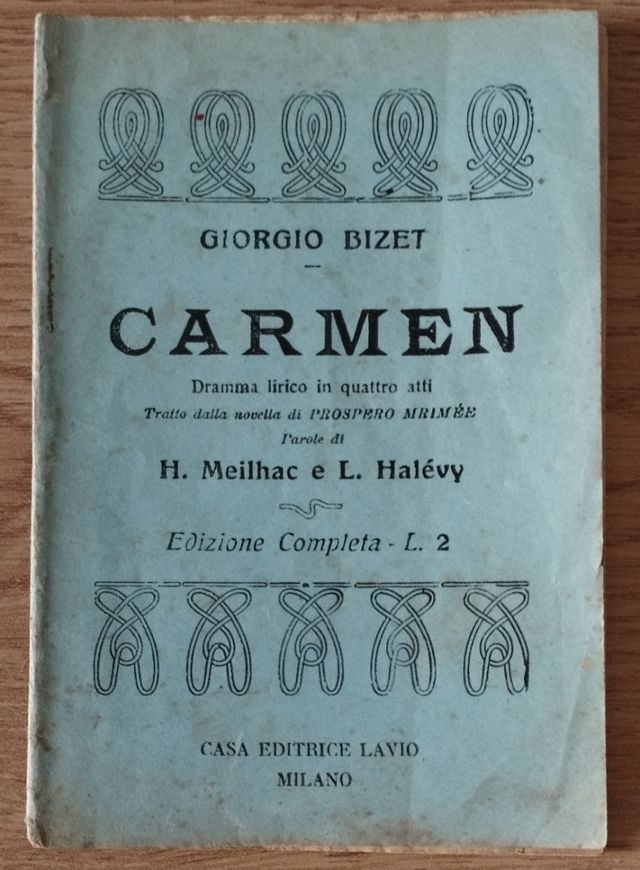 GIORGIO BIZET
CARMEN
Dramma lirico in quattro atti
Tratto dalla novella di PROSPERO MRIMÉE
Parole di
H. Meilhac e L. Halévy
Edizione Completa - L. 2
CASA EDITRICE LAVIO
MILANO